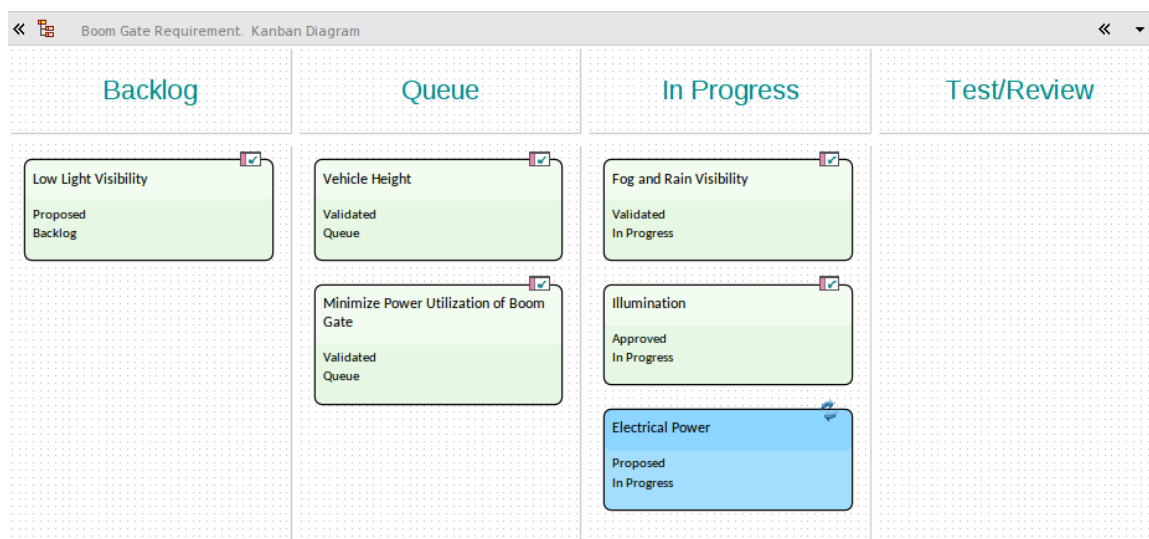 Boom Gate Requirement.  Kanban Diagram
Backlog
Queue
In Progress
Test/Review
Low Light Visibility
Proposed
Backlog
Vehicle Height
Validated
Queue
Minimize Power Utilization of Boom
Gate
Validated
Queue
Fog and Rain Visibility
Validated
In Progress
Illumination
Approved
In Progress
Electrical Power
Proposed
In Progress